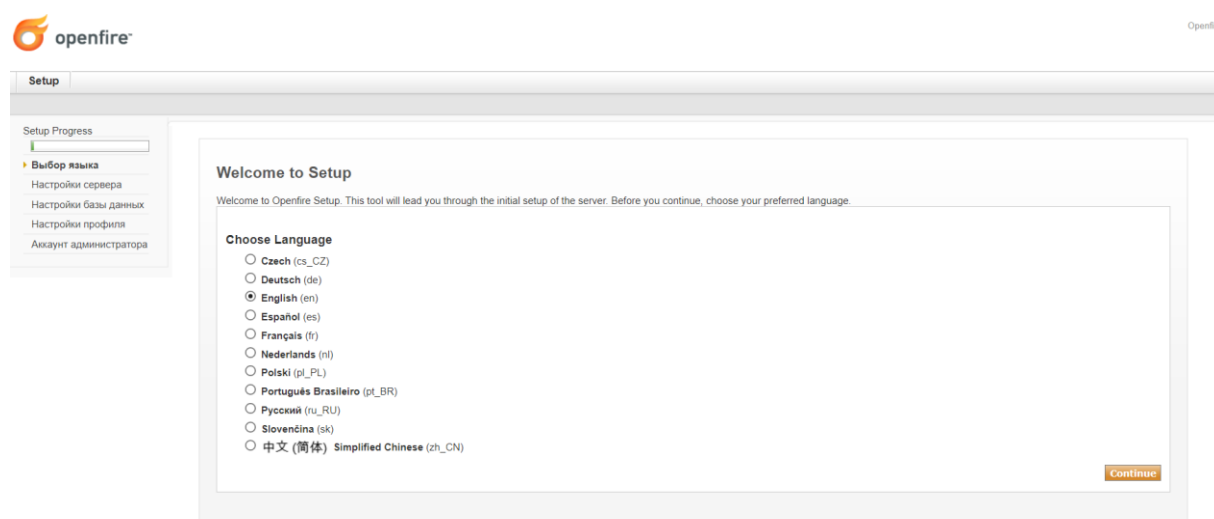 openfire™
Openfi
Setup
Setup Progress
Выбор языка
Настройки сервера
Настройки базы данных
Настройки профиля
Аккаунт администратора
Welcome to Setup
Welcome to Openfire Setup. This tool will lead you through the initial setup of the server. Before you continue, choose your preferred language.
Choose Language
Czech (cs_CZ)
Deutsch (de)
English (en)
Español (es)
Français (fr)
Nederlands (nl)
Polski (pl_PL)
Português Brasileiro (pt_BR)
Русский (ru_RU)
Slovenčina (sk)
中文 (简体) Simplified Chinese (zh_CN)
Continue